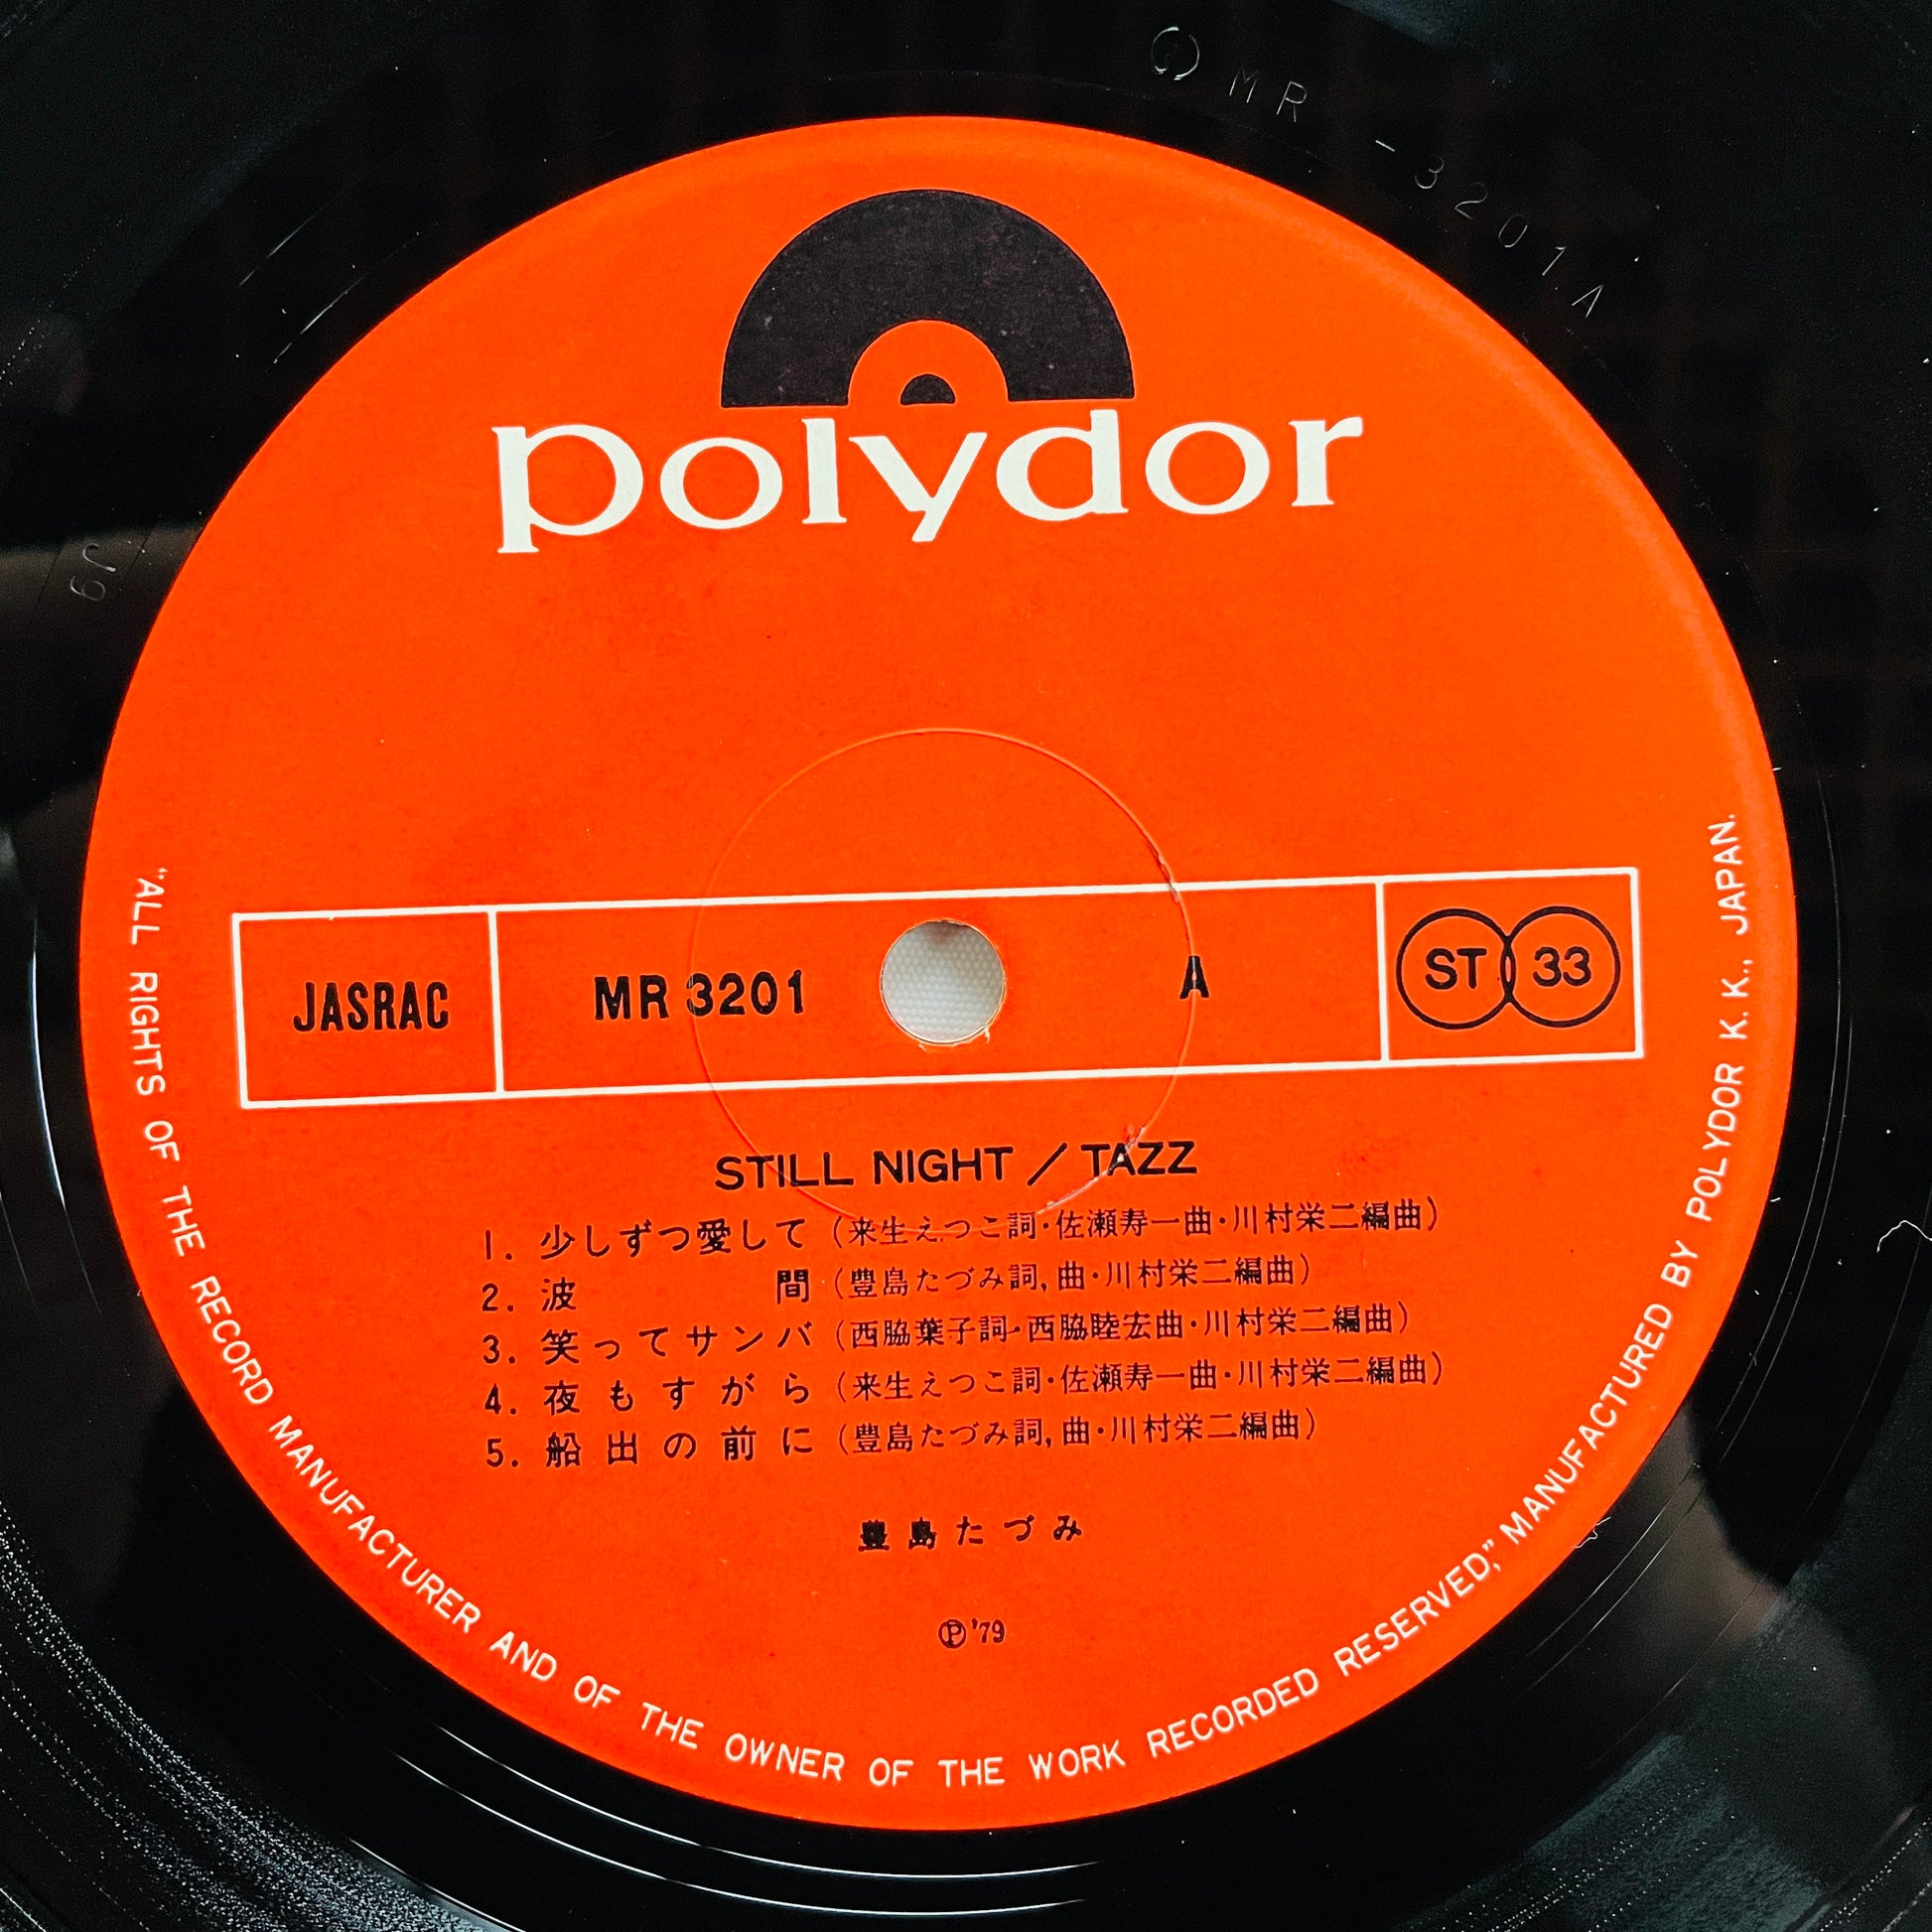 MR-3201A
polydor
JASRAC MR 3201 A ST 33
STILL NIGHT / TAZZ
1. 少しずつ愛して (来生えつこ詞・佐瀬寿一曲・川村栄二編曲)
2. 波 間 (豊島たづみ詞, 曲・川村栄二編曲)
3. 笑ってサンバ (西脇葉子詞・西脇睦宏曲・川村栄二編曲)
4. 夜もすがら (来生えつこ詞・佐瀬寿一曲・川村栄二編曲)
5. 船出の前に (豊島たづみ詞, 曲・川村栄二編曲)
豊島たづみ
Ⓟ'79
"ALL RIGHTS OF THE RECORD MANUFACTURER AND OF THE OWNER OF THE WORK RECORDED RESERVED," MANUFACTURED BY POLYDOR K. K., JAPAN.